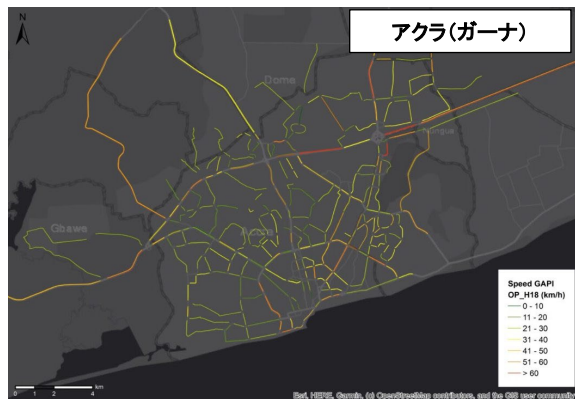 アクラ(ガーナ)
N
Dome
Nungua
Gbawe
Accra
Speed GAPI
OP_H18 (km/h)
0 - 10
11 - 20
21 - 30
31 - 40
41 - 50
51 - 60
> 60
0 1 2 4
km
Esri, HERE, Garmin, (c) OpenStreetMap contributors, and the GIS user community